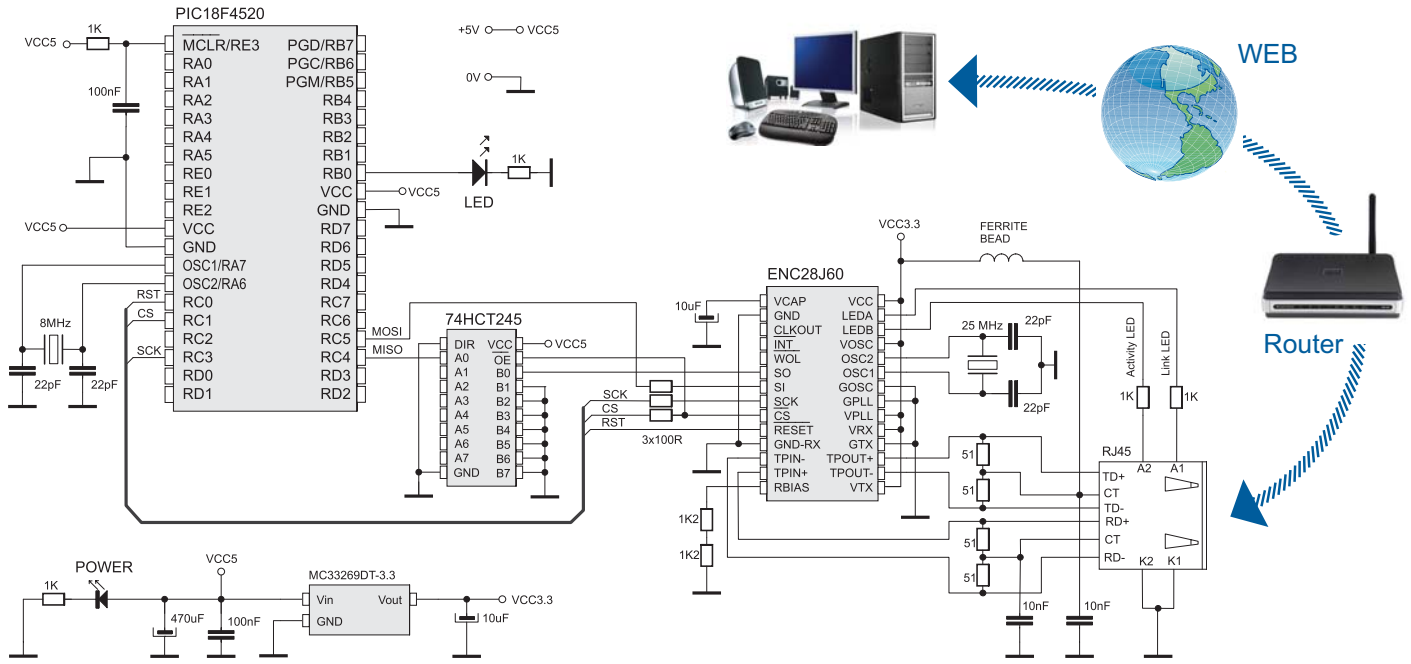 PIC18F4520
VCC5
1K
100nF
MCLR/RE3
RA0
RA1
RA2
RA3
RA4
RA5
RE0
RE1
RE2
VCC
GND
OSC1/RA7
OSC2/RA6
RC0
RC1
RC2
RC3
RD0
RD1
PGD/RB7
PGC/RB6
PGM/RB5
RB4
RB3
RB2
RB1
RB0
VCC
GND
RD7
RD6
RD5
RD4
RC7
RC6
RC5
RC4
RD3
RD2
VCC5
RST
CS
SCK
8MHz
22pF
22pF
+5V
VCC5
0V
LED
1K
VCC5
MOSI
MISO
74HCT245
DIR
A0
A1
A2
A3
A4
A5
A6
A7
GND
VCC
OE
B0
B1
B2
B3
B4
B5
B6
B7
VCC5
SCK
CS
RST
3x100R
ENC28J60
10uF
VCAP
GND
CLKOUT
INT
WOL
SO
SI
SCK
CS
RESET
GND-RX
TPIN-
TPIN+
RBIAS
VCC
LEDA
LEDB
VOSC
OSC2
OSC1
GOSC
GPLL
VPLL
VRX
GTX
TPOUT+
TPOUT-
VTX
1K2
1K2
VCC3.3
FERRITE
BEAD
25 MHz
22pF
22pF
Activity LED
Link LED
1K
1K
51
51
51
51
10nF
10nF
RJ45
A2
A1
TD+
CT
TD-
RD+
CT
RD-
K2
K1
WEB
Router
POWER
1K
470uF
VCC5
100nF
MC33269DT-3.3
Vin
Vout
GND
10uF
VCC3.3